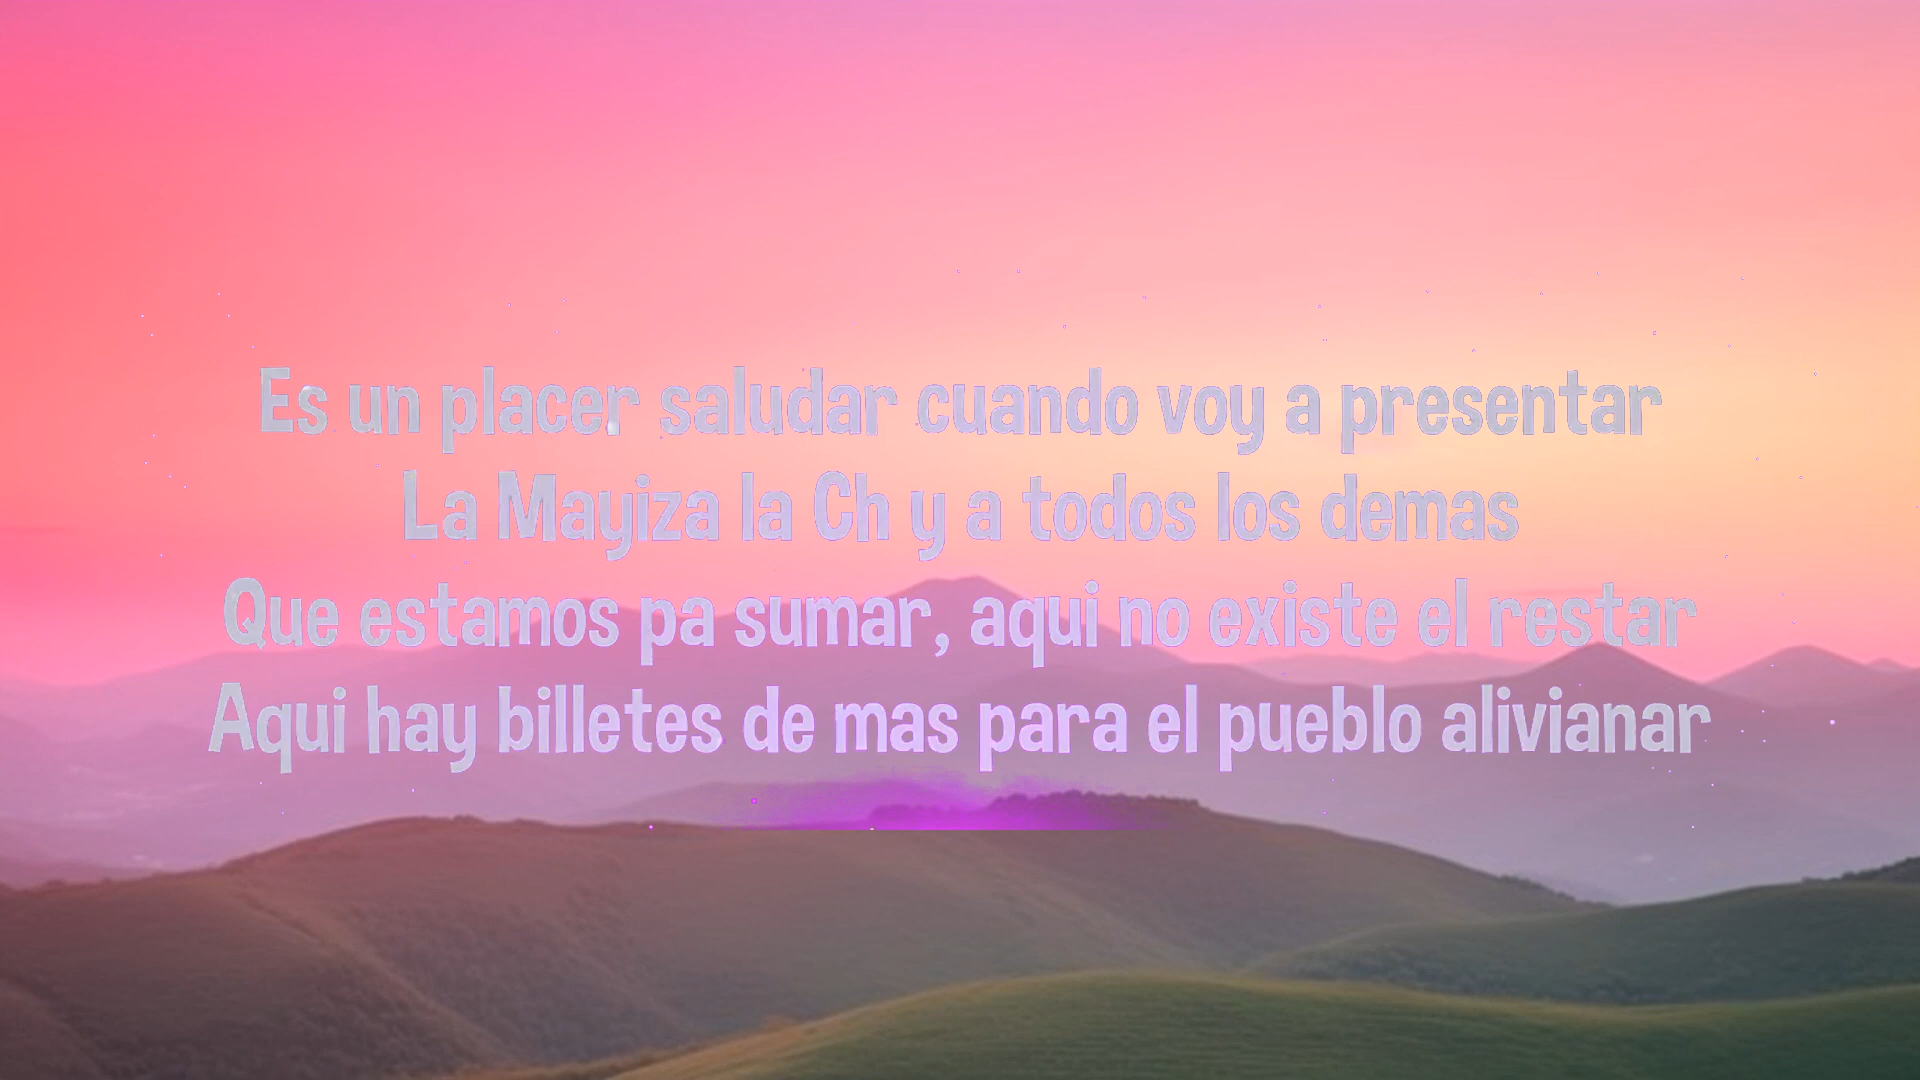 Es un placer saludar cuando voy a presentar
La Mayiza la Ch y a todos los demas
Que estamos pa sumar, aqui no existe el restar
Aqui hay billetes de mas para el pueblo alivianar